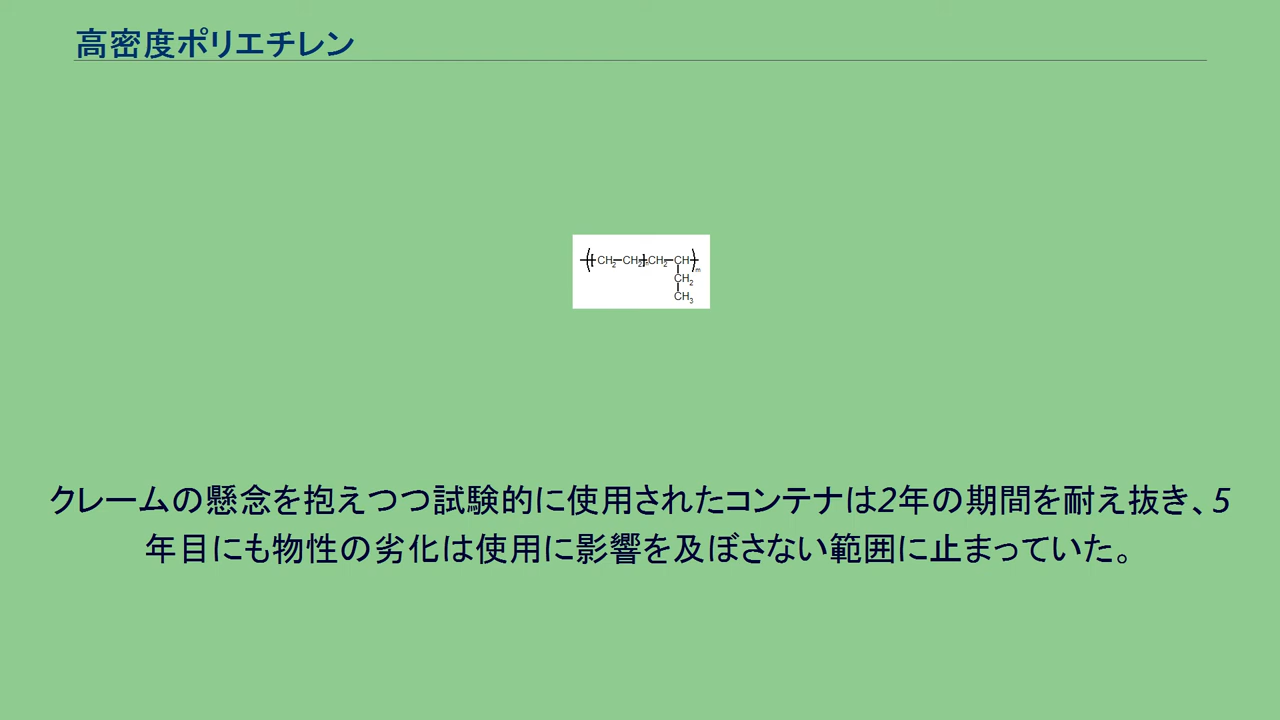 高密度ポリエチレン
CH2 CH2 CH2 CH m
CH2
CH3
クレームの懸念を抱えつつ試験的に使用されたコンテナは2年の期間を耐え抜き、5
年目にも物性の劣化は使用に影響を及ぼさない範囲に止まっていた。